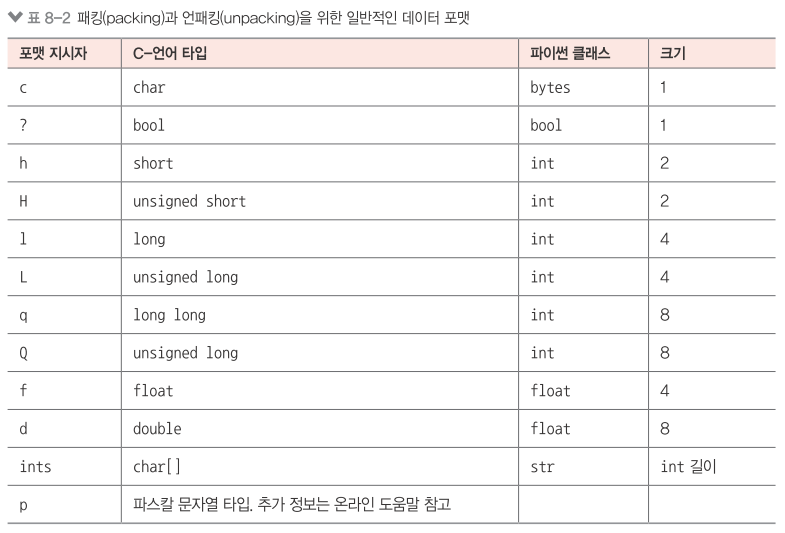 표 8-2 패킹(packing)과 언패킹(unpacking)을 위한 일반적인 데이터 포맷
포맷 지시자 C-언어 타입 파이썬 클래스 크기
c char bytes 1
? bool bool 1
h short int 2
H unsigned short int 2
l long int 4
L unsigned long int 4
q long long int 8
Q unsigned long int 8
f float float 4
d double float 8
ints char[] str int 길이
p 파스칼 문자열 타입. 추가 정보는 온라인 도움말 참고